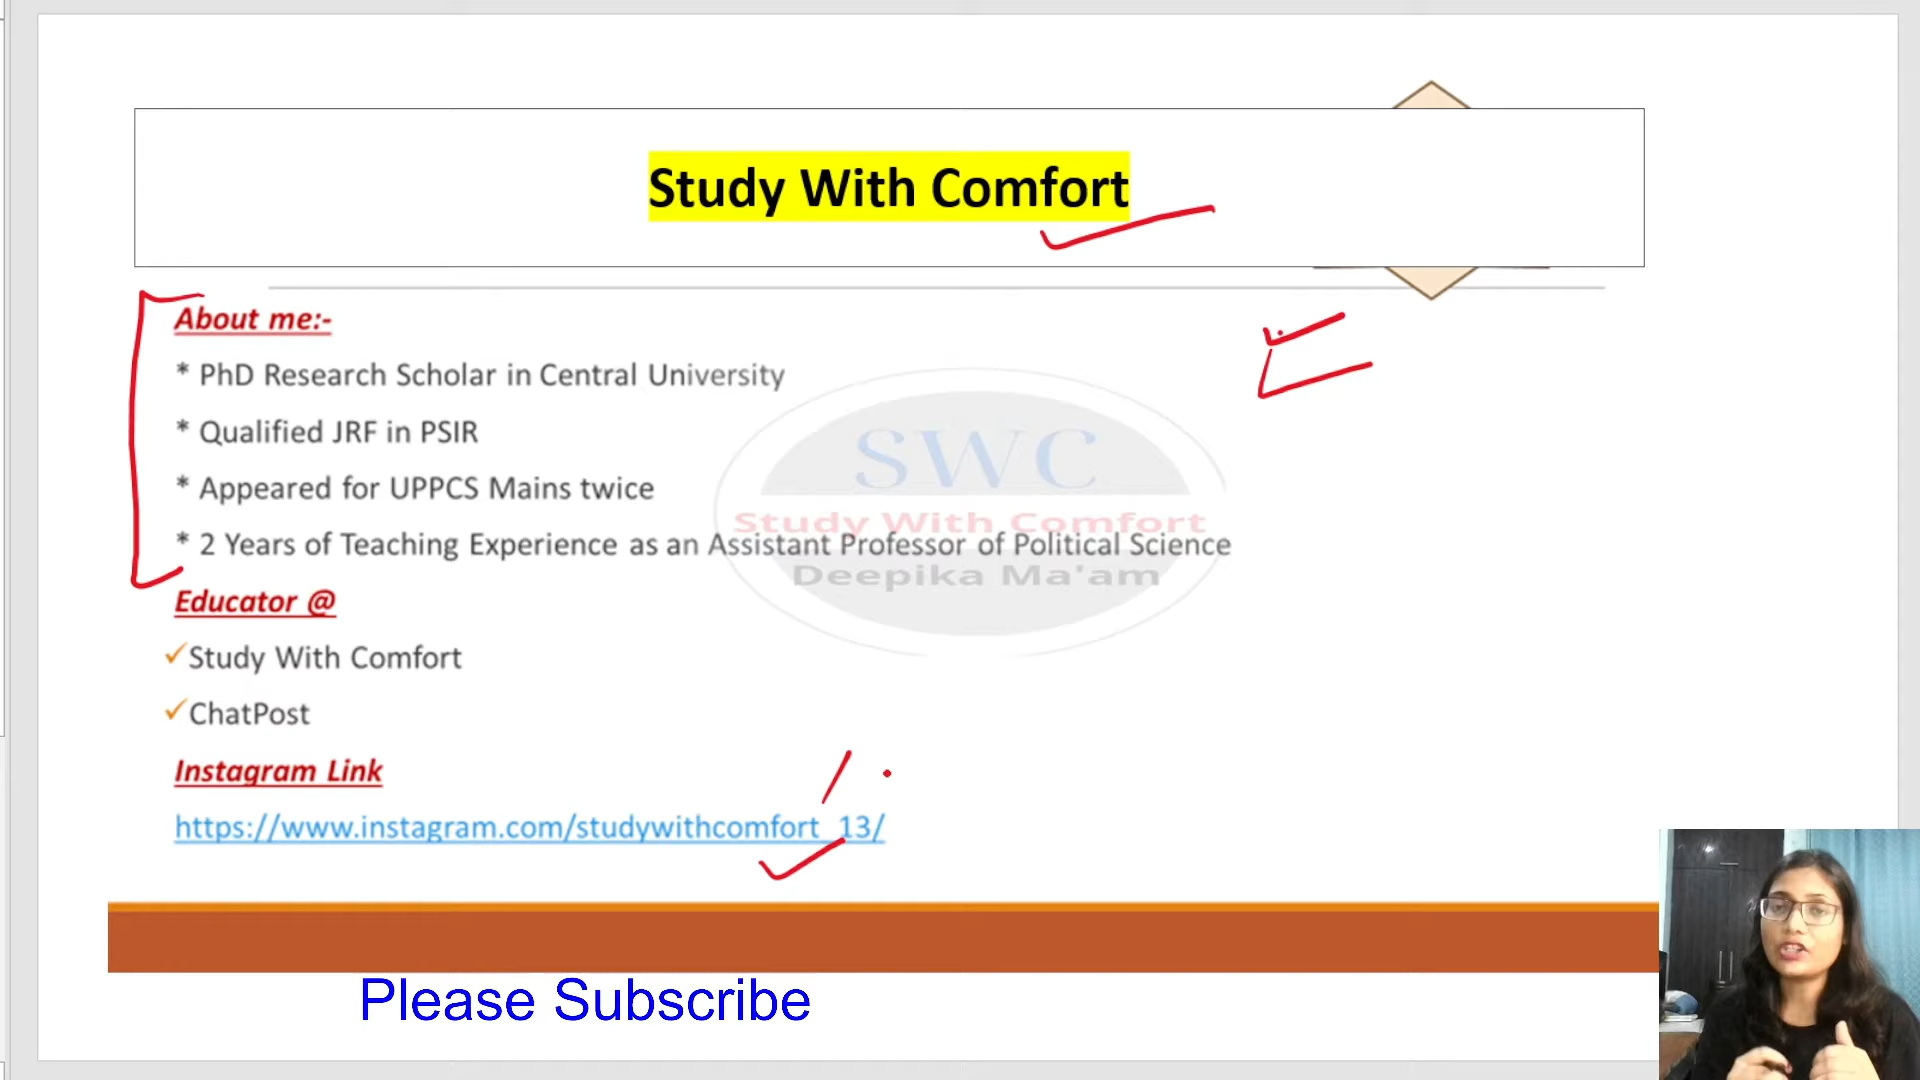 Study With Comfort
About me:-
* PhD Research Scholar in Central University
* Qualified JRF in PSIR
* Appeared for UPPCS Mains twice
* 2 Years of Teaching Experience as an Assistant Professor of Political Science
SWC
Study With Comfort
Deepika Ma'am
Educator @
✓Study With Comfort
✓ChatPost
Instagram Link
https://www.instagram.com/studywithcomfort_13/
Please Subscribe